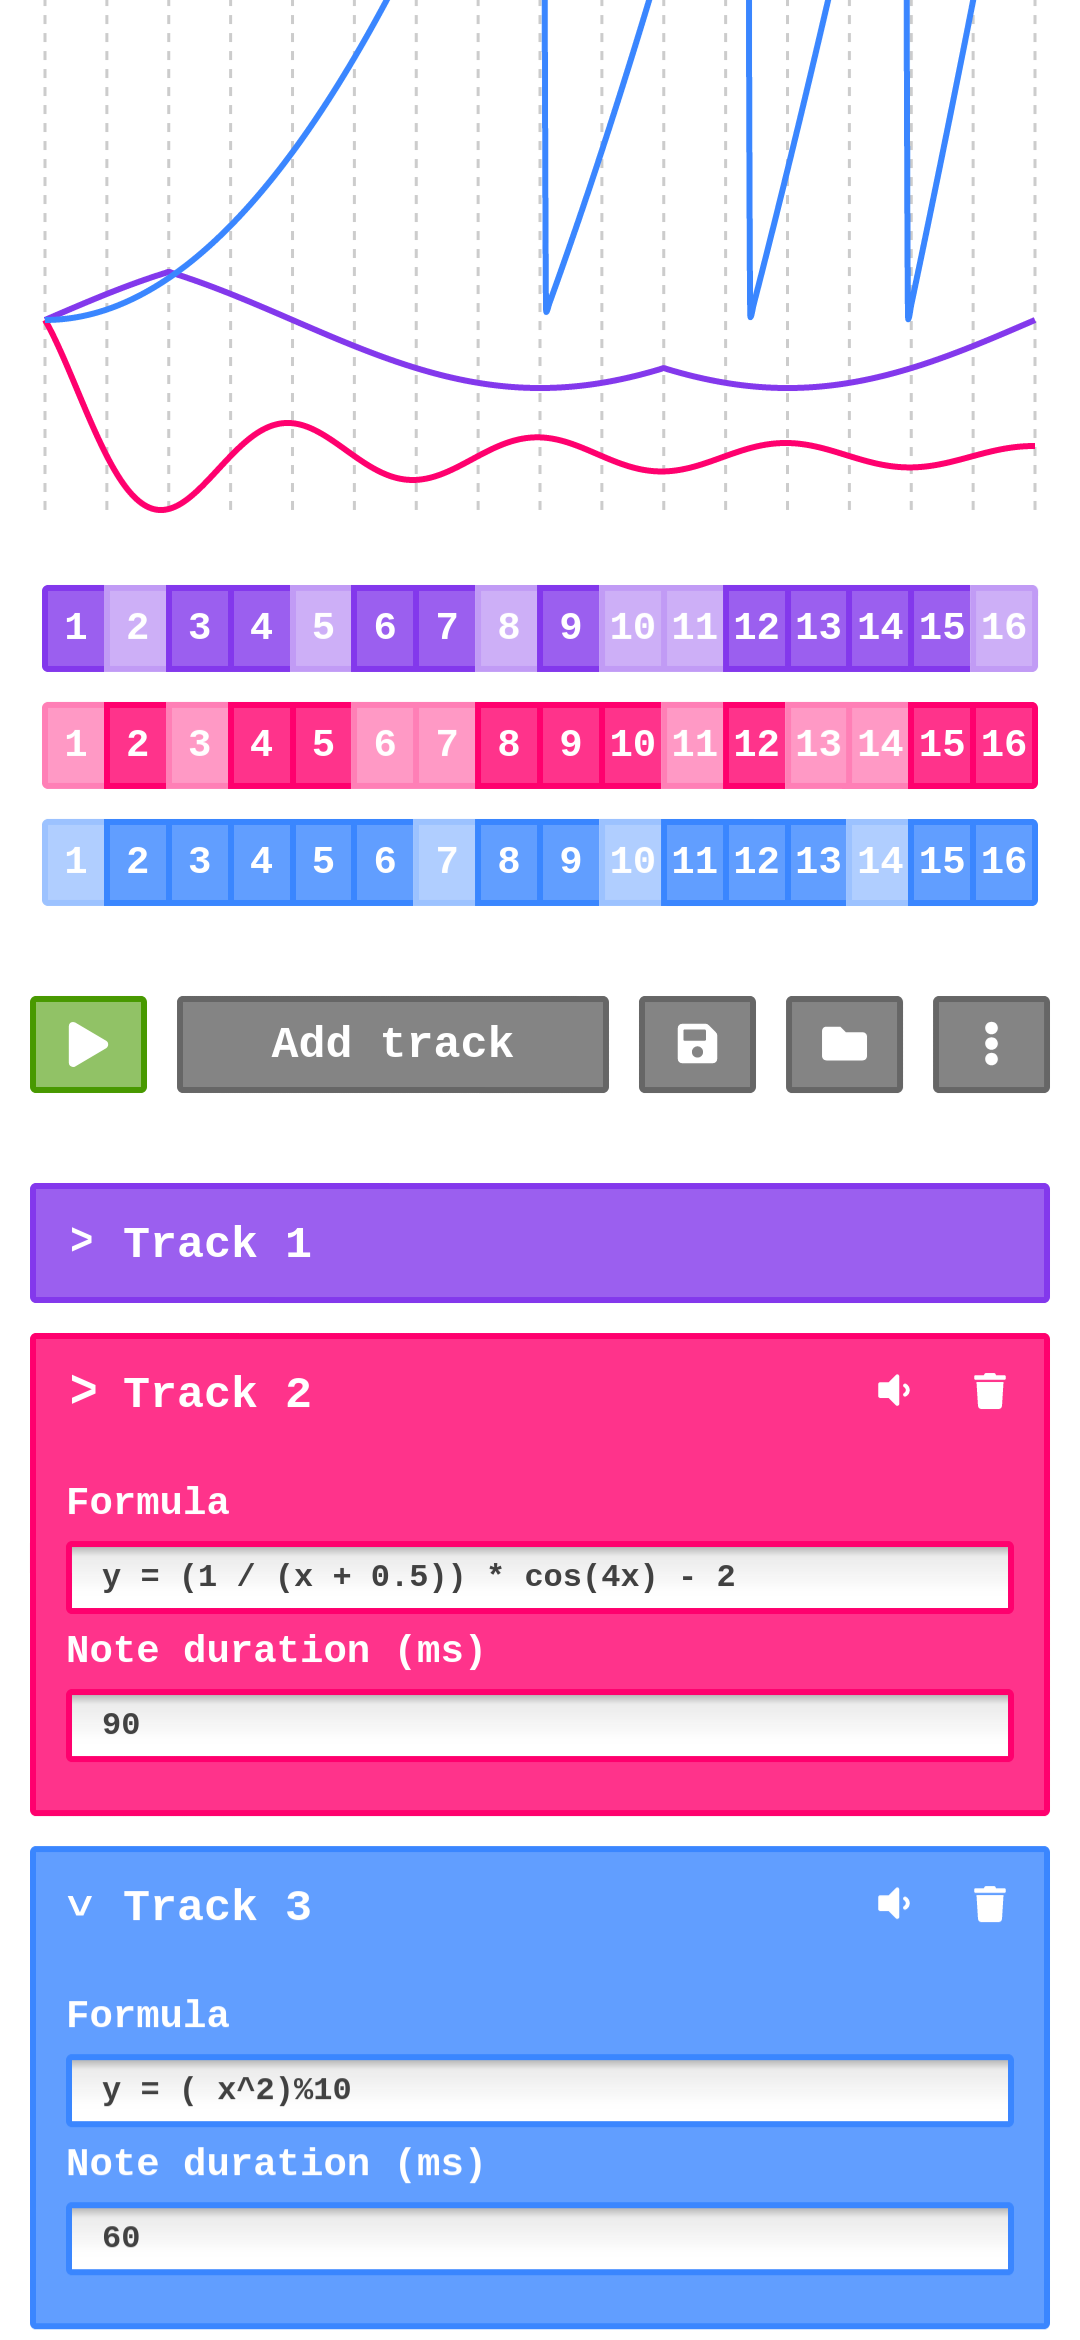 1 2 3 4 5 6 7 8 9 10 11 12 13 14 15 16
1 2 3 4 5 6 7 8 9 10 11 12 13 14 15 16
1 2 3 4 5 6 7 8 9 10 11 12 13 14 15 16
Add track
> Track 1
> Track 2
Formula
y = (1 / (x + 0.5)) * cos(4x) - 2
Note duration (ms)
90
> Track 3
Formula
y = ( x^2)%10
Note duration (ms)
60